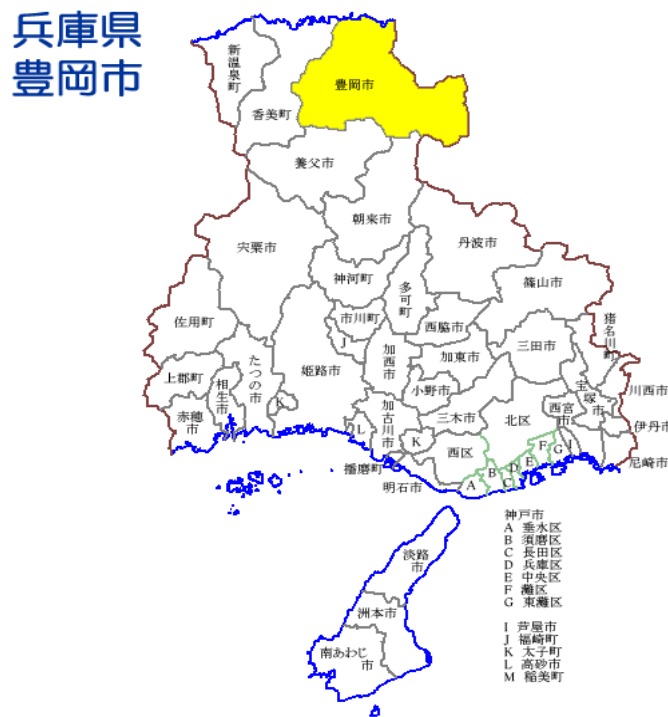 兵庫県
豊岡市
新温泉町
香美町
豊岡市
養父市
朝来市
宍粟市
丹波市
神河町
多可町
篠山市
佐用町
市川町
西脇市
猪名川町
J
加西市
三田市
たつの市
姫路市
加東市
上郡町
相生市
小野市
宝塚市
川西市
K
赤穂市
加古川市
三木市
北区
西宮市
伊丹市
L
K
西区
F
G
I
播磨町
B
D
E
尼崎市
明石市
A
C
神戸市
A 垂水区
B 須磨区
C 長田区
D 兵庫区
E 中央区
F 灘区
G 東灘区
I 芦屋市
J 福崎町
K 太子町
L 高砂市
M 稲美町
淡路市
洲本市
南あわじ市